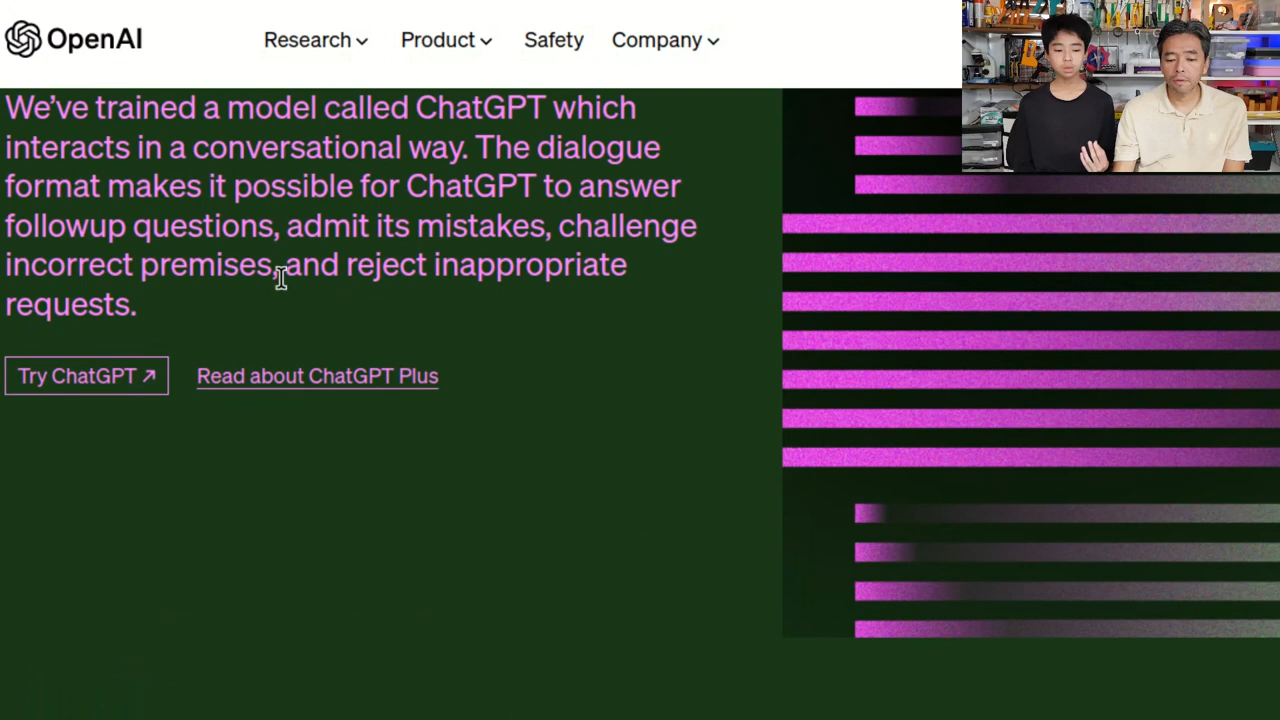 OpenAI
Research Product Safety Company
We’ve trained a model called ChatGPT which
interacts in a conversational way. The dialogue
format makes it possible for ChatGPT to answer
followup questions, admit its mistakes, challenge
incorrect premises, and reject inappropriate
requests.
Try ChatGPT ↗ Read about ChatGPT Plus